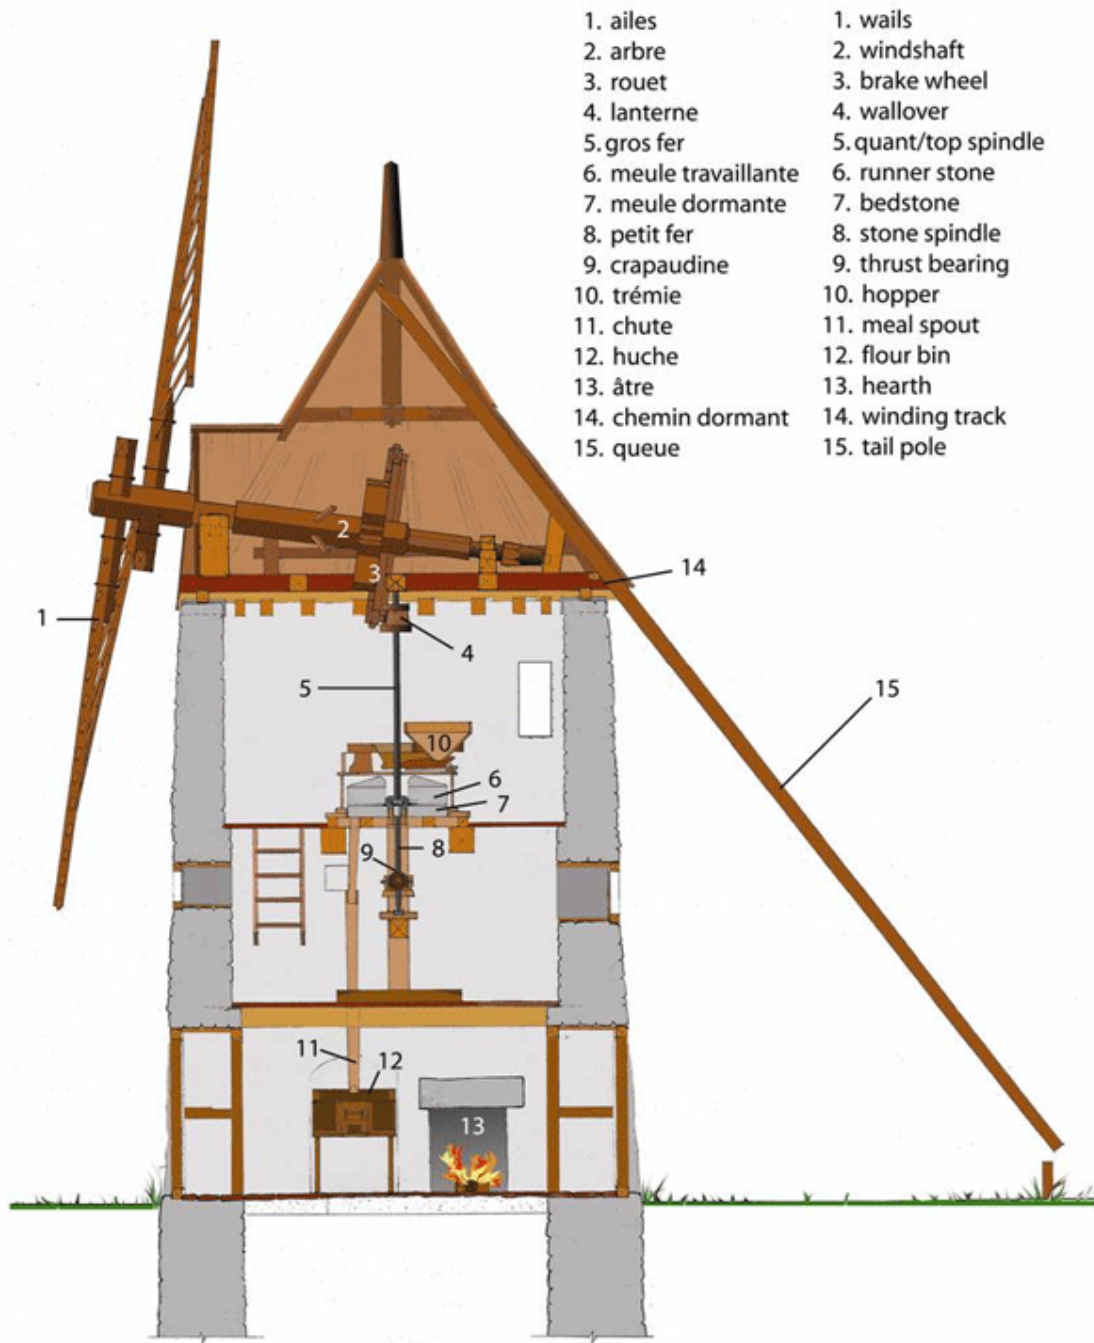 1. ailes
2. arbre
3. rouet
4. lanterne
5. gros fer
6. meule travaillante
7. meule dormante
8. petit fer
9. crapaudine
10. trémie
11. chute
12. huche
13. âtre
14. chemin dormant
15. queue
1. wails
2. windshaft
3. brake wheel
4. wallover
5. quant/top spindle
6. runner stone
7. bedstone
8. stone spindle
9. thrust bearing
10. hopper
11. meal spout
12. flour bin
13. hearth
14. winding track
15. tail pole
2
3
14
1
4
5
15
10
6
7
8
9
11
12
13